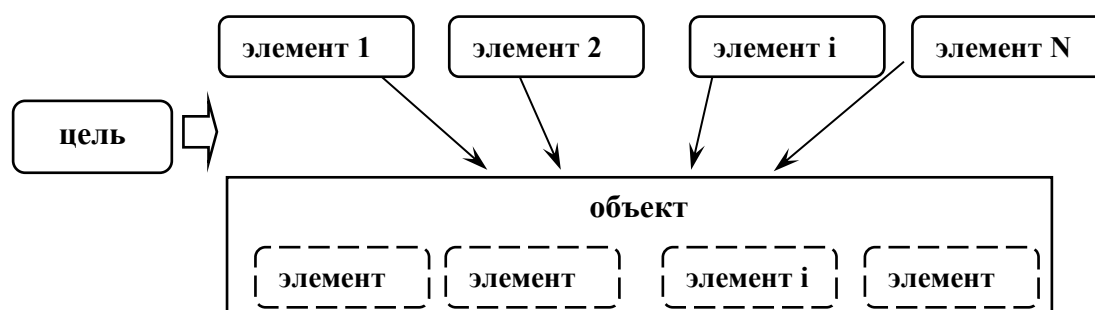 элемент 1 элемент 2 элемент i элемент N
цель
объект
элемент элемент элемент i элемент